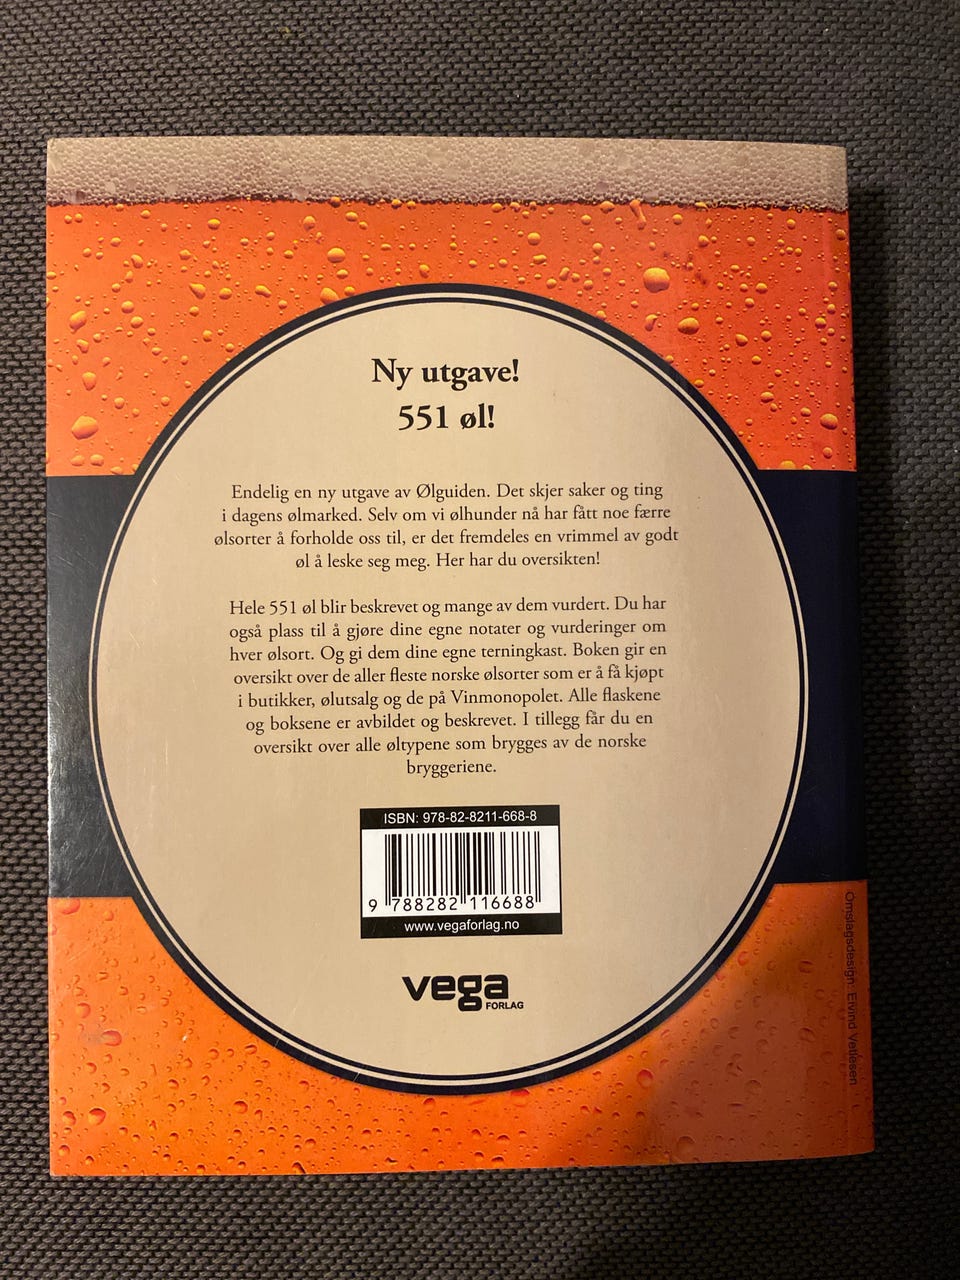 Ny utgave!
551 øl!
Endelig en ny utgave av Ølguiden. Det skjer saker og ting
i dagens ølmarked. Selv om vi ølhunder nå har fått noe færre
ølsorter å forholde oss til, er det fremdeles en vrimmel av godt
øl å leske seg meg. Her har du oversikten!
Hele 551 øl blir beskrevet og mange av dem vurdert. Du har
også plass til å gjøre dine egne notater og vurderinger om
hver ølsort. Og gi dem dine egne terningkast. Boken gir en
oversikt over de aller fleste norske ølsorter som er å få kjøpt
i butikker, ølutsalg og de på Vinmonopolet. Alle flaskene
og boksene er avbildet og beskrevet. I tillegg får du en
oversikt over alle øltypene som brygges av de norske
bryggeriene.
ISBN: 978-82-8211-668-8
9 788282 116688
www.vegaforlag.no
vega
FORLAG
Omslagsdesign: Eivind Vetlesen